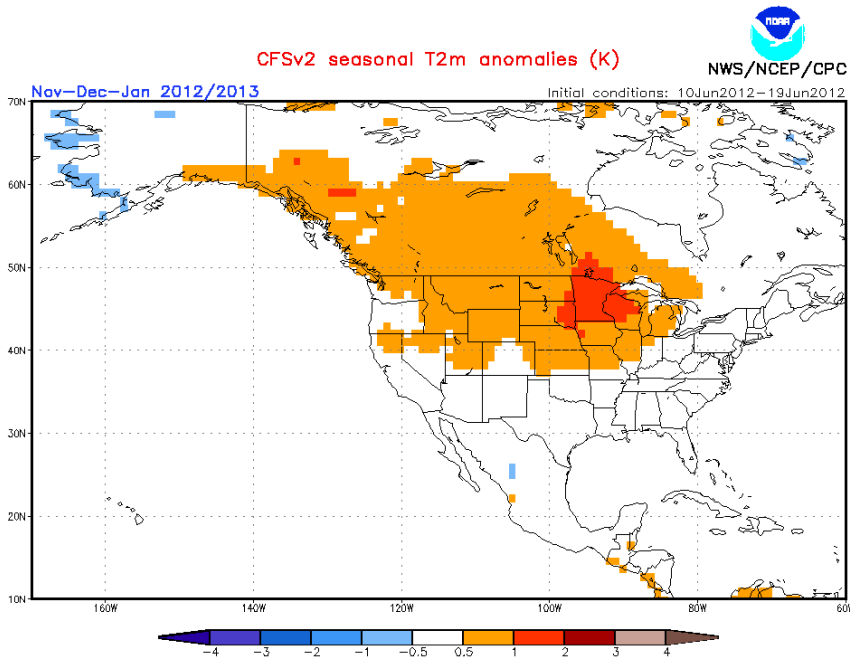 NOAA
CFSv2 seasonal T2m anomalies (K)
NWS/NCEP/CPC
Nov-Dec-Jan 2012/2013
Initial conditions: 10Jun2012-19Jun2012
70N
60N
50N
40N
30N
20N
10N
160W 140W 120W 100W 80W 60W
-4 -3 -2 -1 -0.5 0.5 1 2 3 4